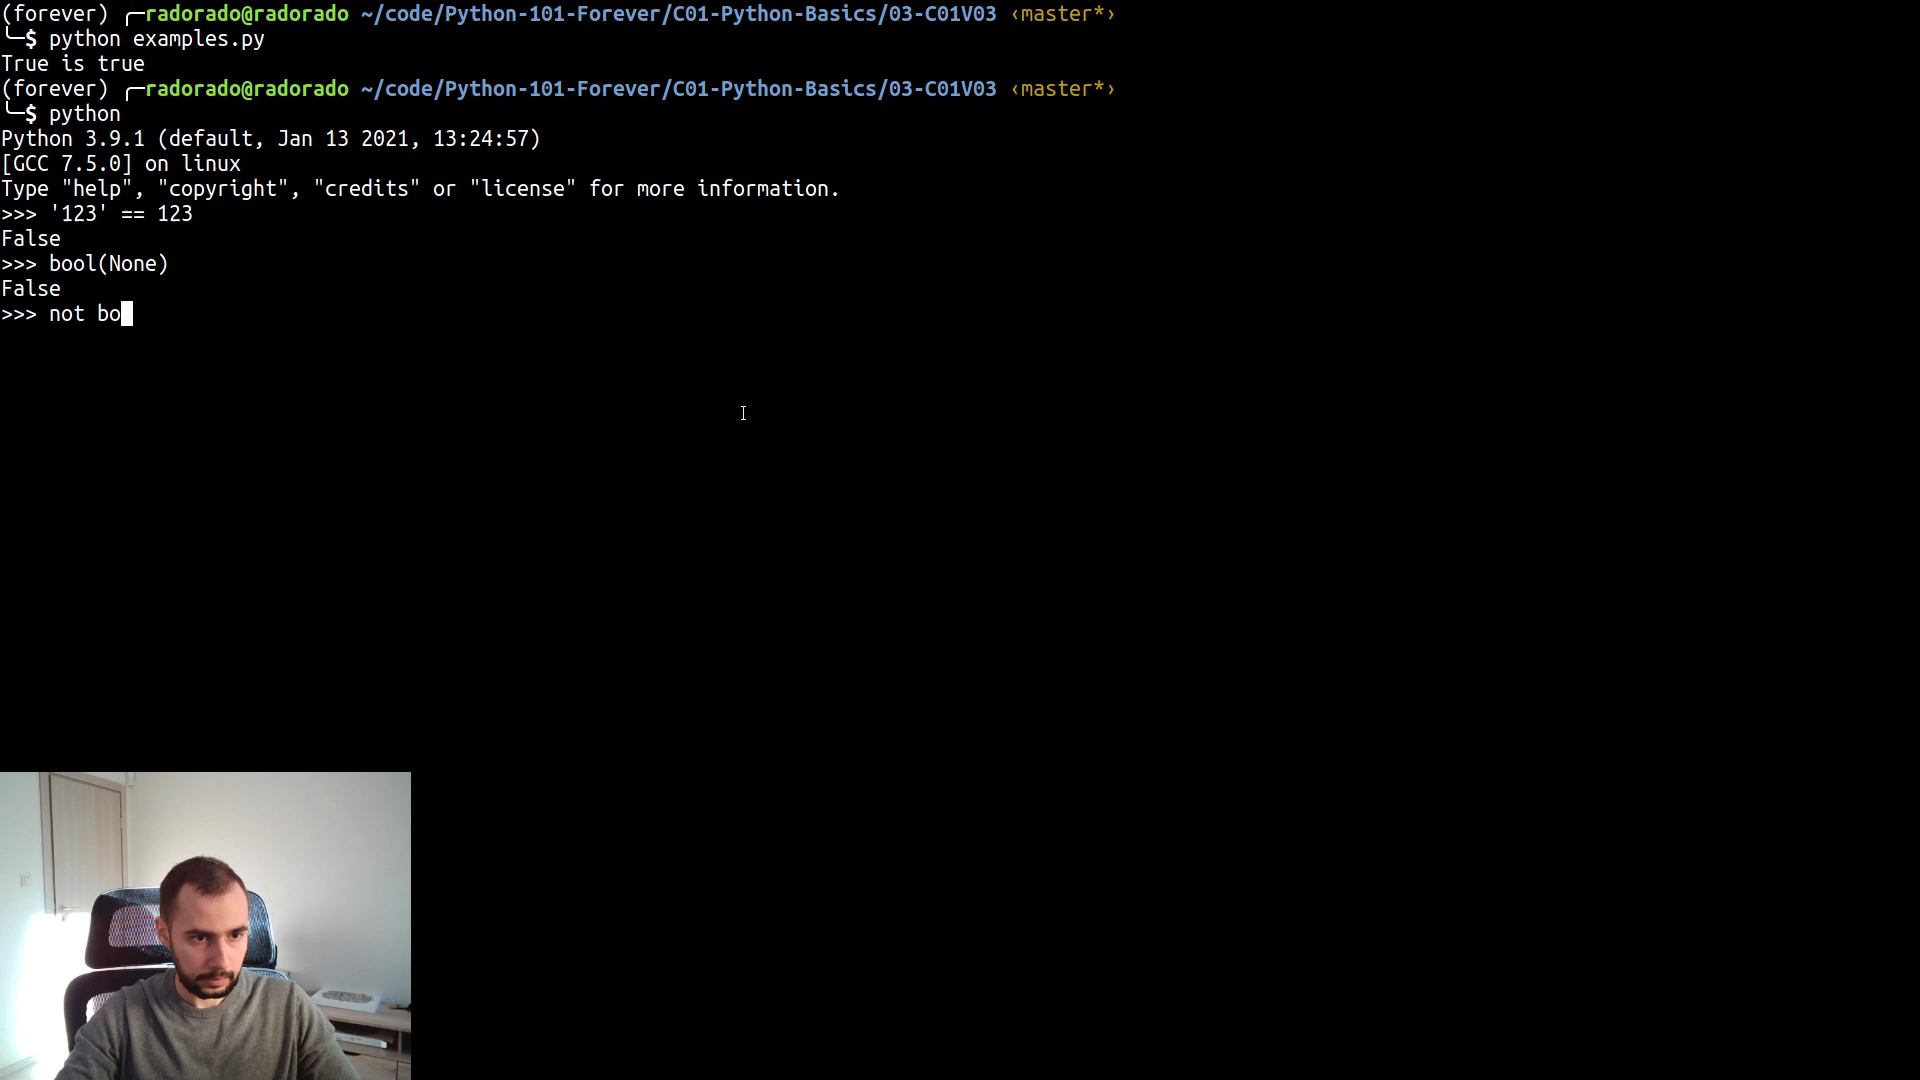 (forever) ╭─radorado@radorado ~/code/Python-101-Forever/C01-Python-Basics/03-C01V03 ‹master*›
╰─$ python examples.py
True is true
(forever) ╭─radorado@radorado ~/code/Python-101-Forever/C01-Python-Basics/03-C01V03 ‹master*›
╰─$ python
Python 3.9.1 (default, Jan 13 2021, 13:24:57)
[GCC 7.5.0] on linux
Type "help", "copyright", "credits" or "license" for more information.
>>> '123' == 123
False
>>> bool(None)
False
>>> not bo